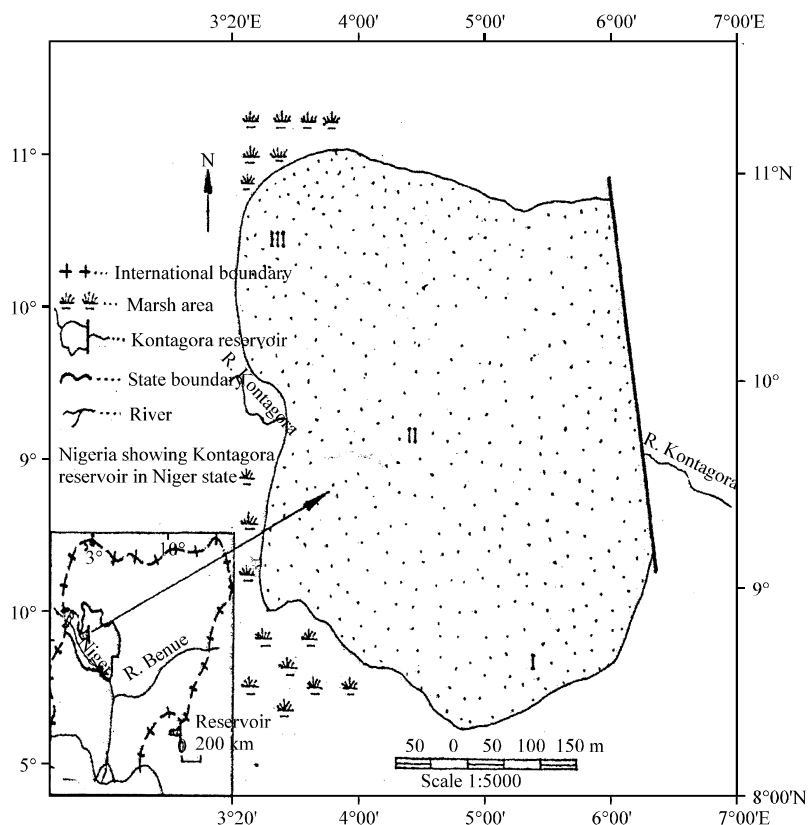 3°20'E 4°00' 5°00' 6°00' 7°00'E
11°
11°N
N
III
International boundary
Marsh area
10°
Kontagora reservoir
State boundary
R. Kontagora
10°
River
II
R. Kontagora
9°
Nigeria showing Kontagora
reservoir in Niger state
3° 10°
9°
10°
Niger
R. Benue
I
Reservoir
0 200 km
50 0 50 100 150 m
5°
Scale 1:5000
8°00'N
3°20'E 4°00' 5°00' 6°00' 7°00'E